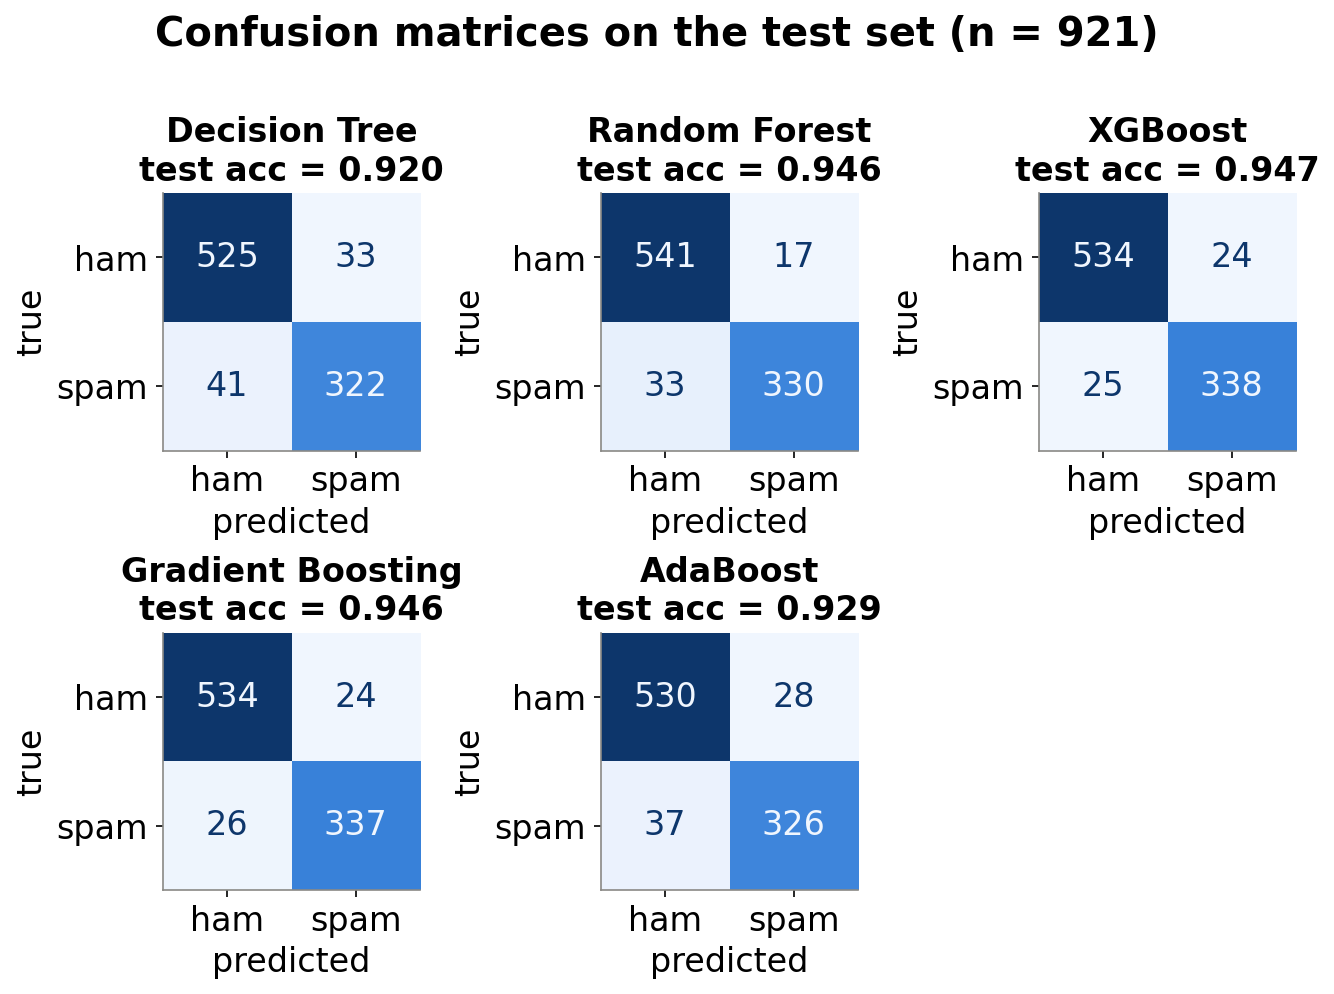 Confusion matrices on the test set (n = 921)
Decision Tree
test acc = 0.920
true
ham
525
33
spam
41
322
ham
spam
predicted
Random Forest
test acc = 0.946
true
ham
541
17
spam
33
330
ham
spam
predicted
XGBoost
test acc = 0.947
true
ham
534
24
spam
25
338
ham
spam
predicted
Gradient Boosting
test acc = 0.946
true
ham
534
24
spam
26
337
ham
spam
predicted
AdaBoost
test acc = 0.929
true
ham
530
28
spam
37
326
ham
spam
predicted